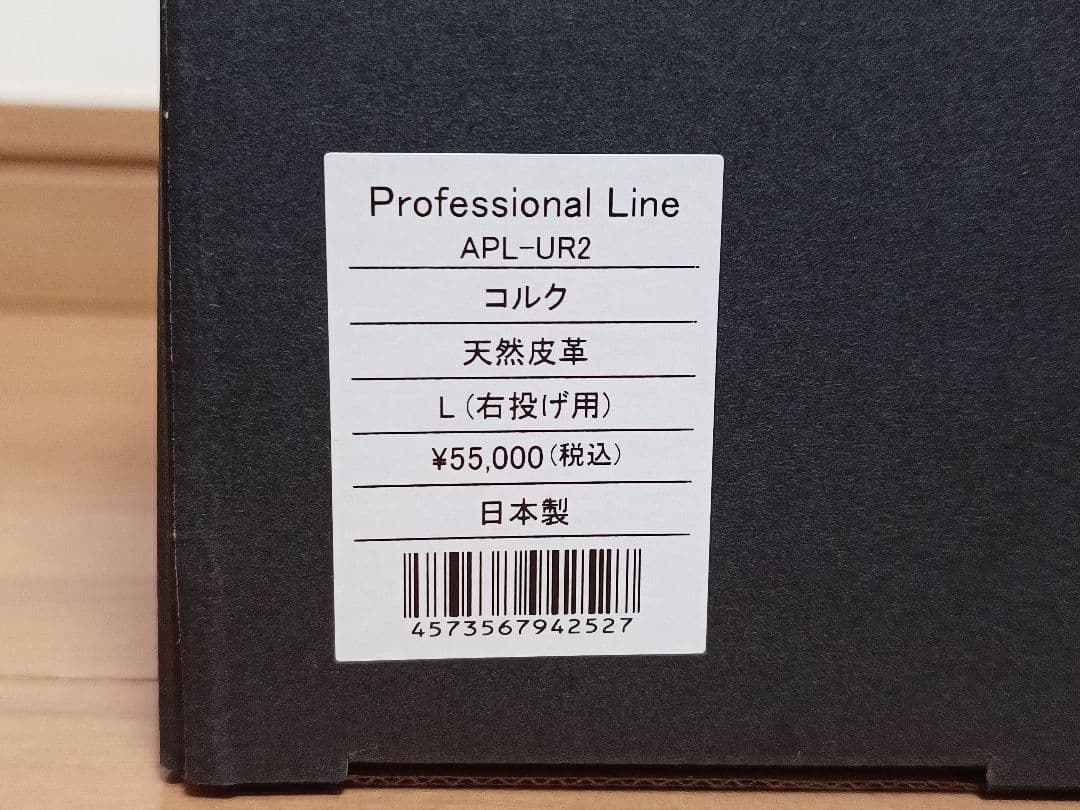 Professional Line
APL-UR2
コルク
天然皮革
L(右投げ用)
¥55,000(税込)
日本製
4573567942527